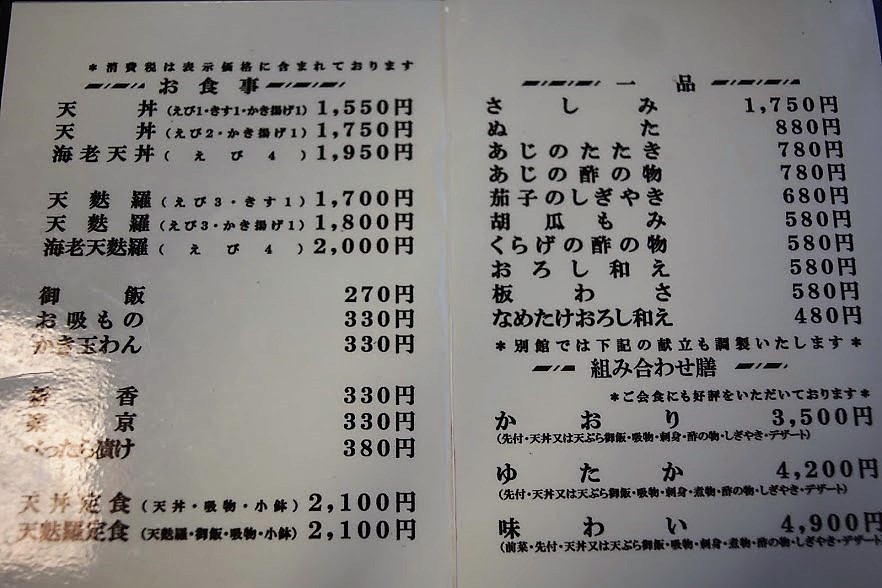 ＊消費税は表示価格に含まれております
お食事
天丼(えび1・きす1・かき揚げ1) 1,550円
天丼(えび2・かき揚げ1) 1,750円
海老天丼(えび4) 1,950円
天麩羅(えび3・きす1) 1,700円
天麩羅(えび3・かき揚げ1) 1,800円
海老天麩羅(えび4) 2,000円
御飯 270円
お吸もの 330円
かき玉わん 330円
新香 330円
京 330円
べったら漬け 380円
天丼定食(天丼・吸物・小鉢) 2,100円
天麩羅定食(天麩羅・御飯・吸物・小鉢) 2,100円
一品
さしみ 1,750円
ぬた 880円
あじのたたき 780円
あじの酢の物 780円
茄子のしぎやき 680円
胡瓜もみ 580円
くらげの酢の物 580円
おろし和え 580円
板わさ 580円
なめたけおろし和え 480円
＊別館では下記の献立も調製いたします＊
組み合わせ膳
＊ご会食にも好評をいただいております＊
かおり 3,500円
(先付・天丼又は天ぷら御飯・吸物・刺身・酢の物・しぎやき・デザート)
ゆたか 4,200円
(先付・天丼又は天ぷら御飯・吸物・刺身・煮物・酢の物・しぎやき・デザート)
味わい 4,900円
(前菜・先付・天丼又は天ぷら御飯・吸物・刺身・煮物・酢の物・しぎやき・デザート)